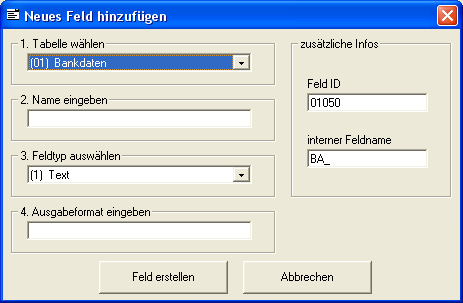 Neues Feld hinzufügen
1. Tabelle wählen
(01) Bankdaten
2. Name eingeben
3. Feldtyp auswählen
(1) Text
4. Ausgabeformat eingeben
zusätzliche Infos
Feld ID
01050
interner Feldname
BA_
Feld erstellen
Abbrechen